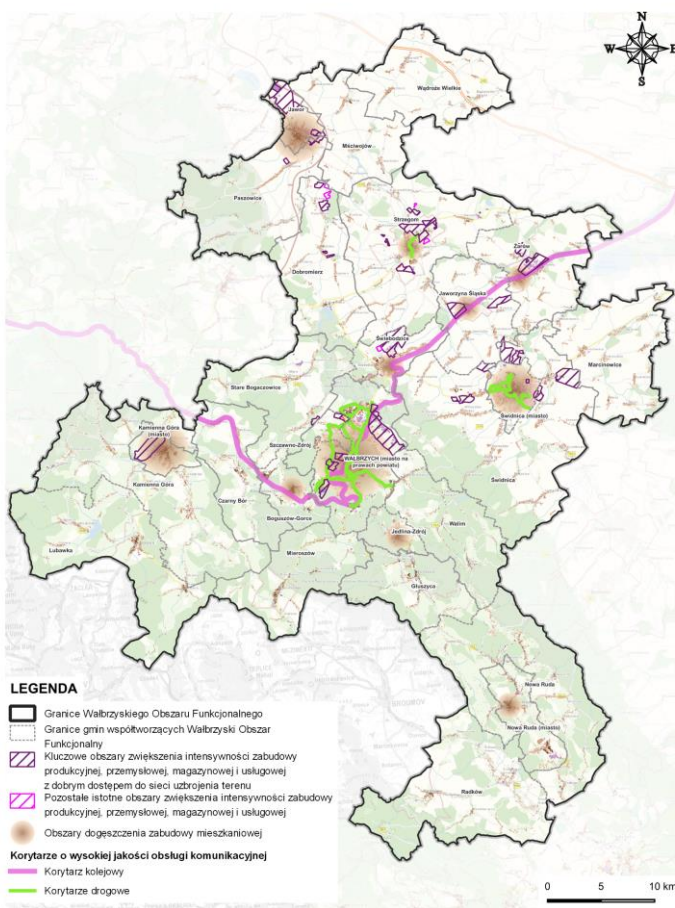 N
W E
S
Wądroże Wielkie
Jawor
Mściwojów
Paszowice
Strzegom
Żarów
Dobromierz
Jaworzyna Śląska
Świebodzice
Marcinowice
Stare Bogaczowice
Świdnica (miasto)
Kamienna Góra
(miasto)
Szczawno-Zdrój
WAŁBRZYCH (miasto na
prawach powiatu)
Świdnica
Kamienna Góra
Czarny Bór
Boguszów-Gorce
Walim
Jedlina-Zdrój
Lubawka
Mieroszów
Głuszyca
Nowa Ruda
Nowa Ruda (miasto)
Radków
LEGENDA
Granice Wałbrzyskiego Obszaru Funkcjonalnego
Granice gmin współtworzących Wałbrzyski Obszar
Funkcjonalny
Kluczowe obszary zwiększenia intensywności zabudowy
produkcyjnej, przemysłowej, magazynowej i usługowej
z dobrym dostępem do sieci uzbrojenia terenu
Pozostałe istotne obszary zwiększenia intensywności zabudowy
produkcyjnej, przemysłowej, magazynowej i usługowej
Obszary dogęszczenia zabudowy mieszkaniowej
Korytarze o wysokiej jakości obsługi komunikacyjnej
Korytarz kolejowy
Korytarze drogowe
0 5 10 km